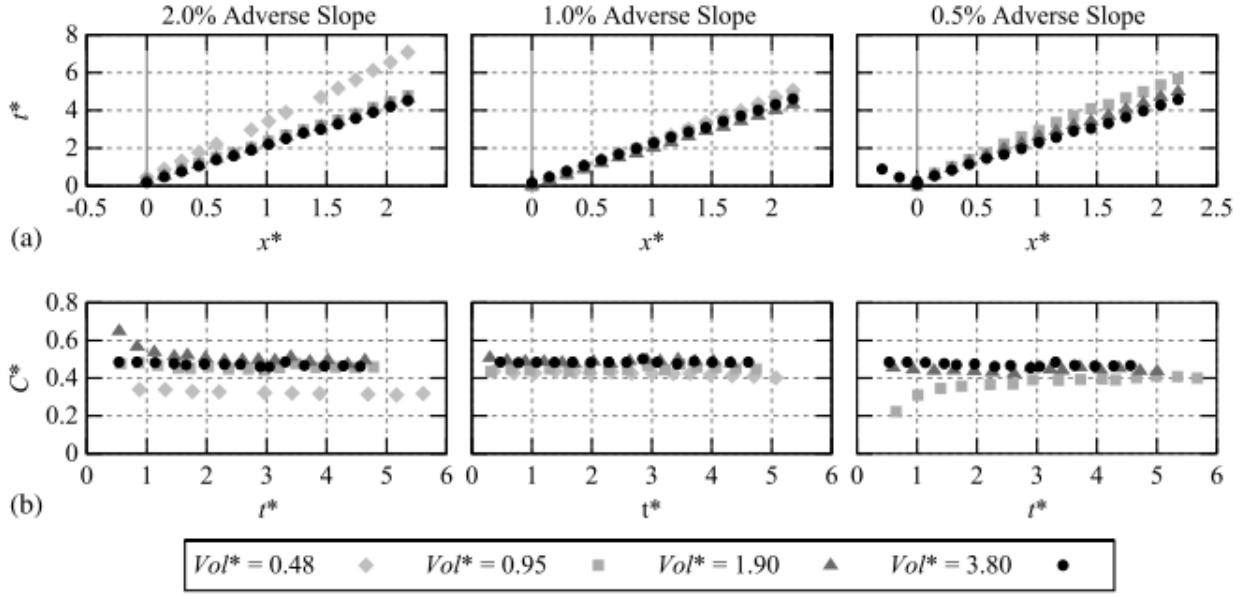 2.0% Adverse Slope 1.0% Adverse Slope 0.5% Adverse Slope
8
6
4
2
0
t*
-0.5 0 0.5 1 1.5 2
0 0.5 1 1.5 2
0 0.5 1 1.5 2 2.5
(a) x* x* x*
0.8
0.6
0.4
0.2
0
C*
0 1 2 3 4 5 6
0 1 2 3 4 5 6
0 1 2 3 4 5 6
(b) t* t* t*
Vol* = 0.48 Vol* = 0.95 Vol* = 1.90 Vol* = 3.80